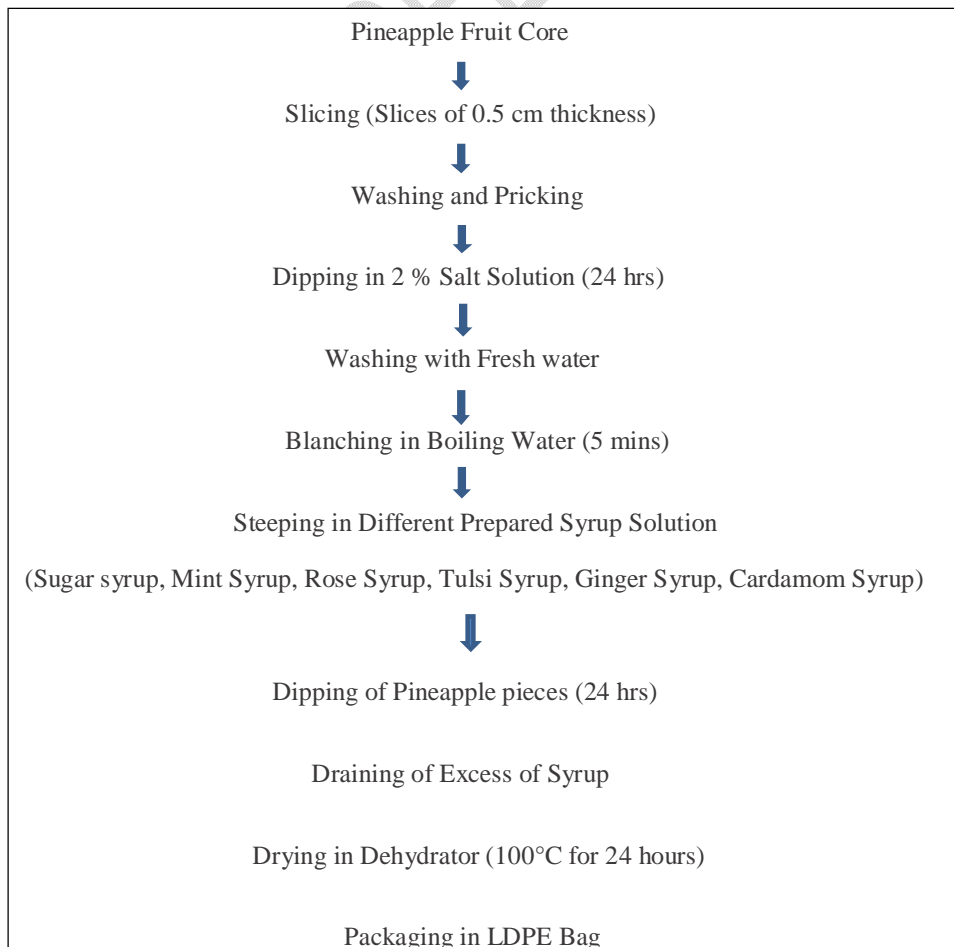 Pineapple Fruit Core
Slicing (Slices of 0.5 cm thickness)
Washing and Pricking
Dipping in 2 % Salt Solution (24 hrs)
Washing with Fresh water
Blanching in Boiling Water (5 mins)
Steeping in Different Prepared Syrup Solution
(Sugar syrup, Mint Syrup, Rose Syrup, Tulsi Syrup, Ginger Syrup, Cardamom Syrup)
Dipping of Pineapple pieces (24 hrs)
Draining of Excess of Syrup
Drying in Dehydrator (100°C for 24 hours)
Packaging in LDPE Bag